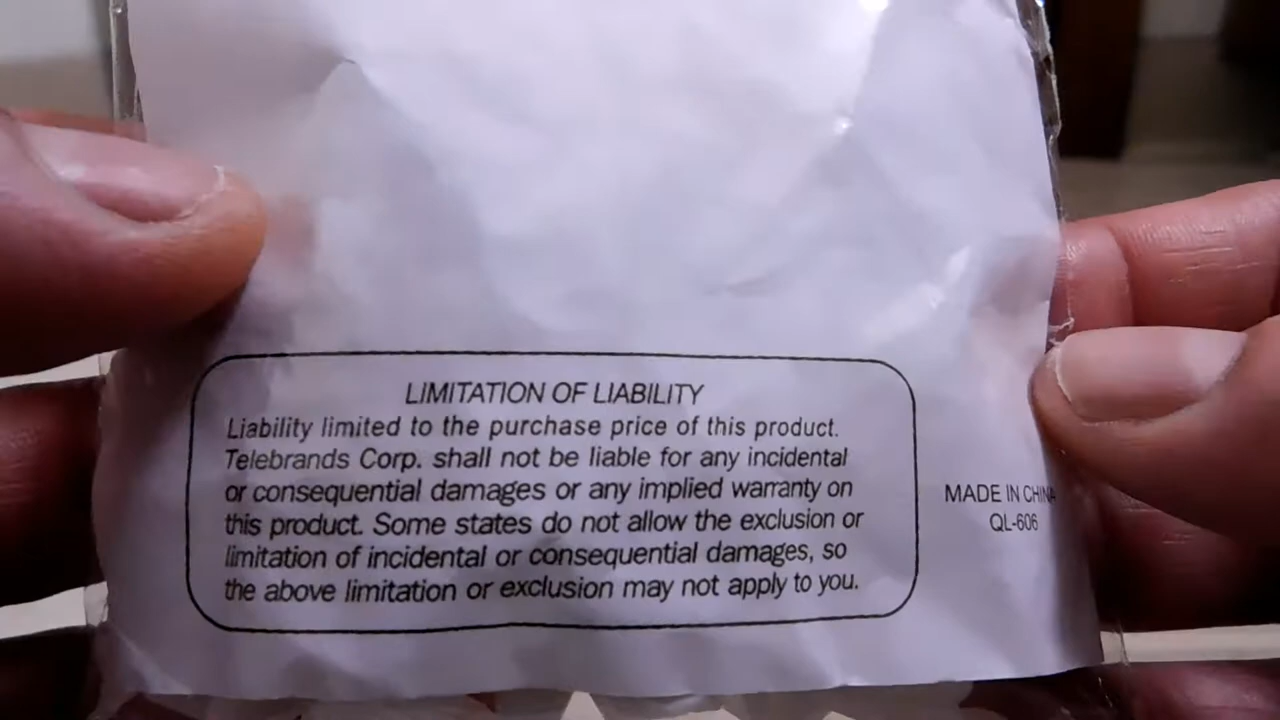 LIMITATION OF LIABILITY
Liability limited to the purchase price of this product.
Telebrands Corp. shall not be liable for any incidental
or consequential damages or any implied warranty on
this product. Some states do not allow the exclusion or
limitation of incidental or consequential damages, so
the above limitation or exclusion may not apply to you.
MADE IN CHINA
QL-606